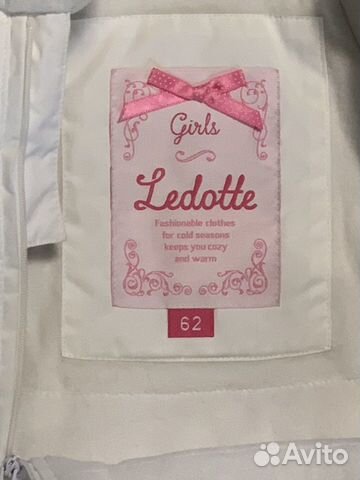 Girls
Ledotte
Fashionable clothes
for cold seasons
keeps you cozy
and warm
62
Avito